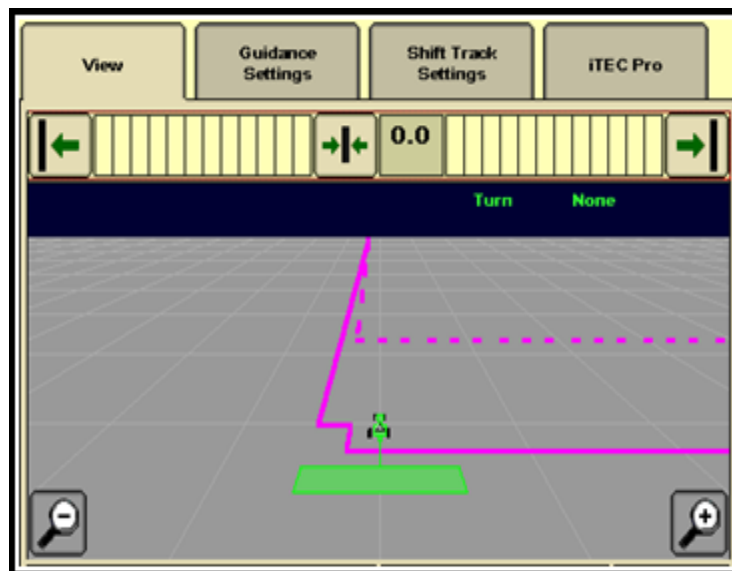 View
Guidance
Settings
Shift Track
Settings
iTEC Pro
0.0
Turn None